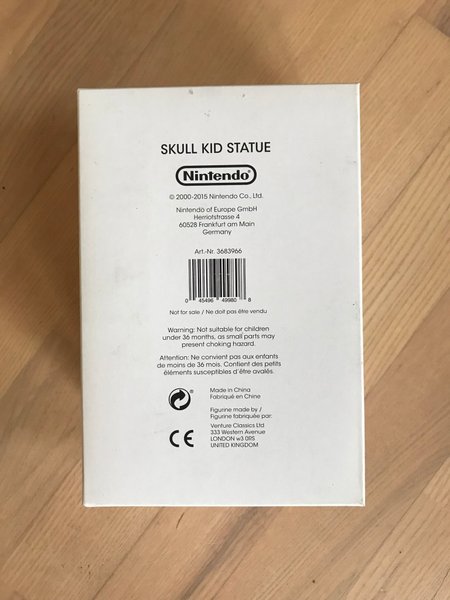 SKULL KID STATUE
Nintendo
© 2000-2015 Nintendo Co., Ltd.
Nintendo of Europe GmbH
Herriotstrasse 4
60528 Frankfurt am Main
Germany
Art.-Nr. 3683966
0 45496 49980 8
Not for sale / Ne doit pas être vendu
Warning: Not suitable for children
under 36 months, as small parts may
present choking hazard.
Attention: Ne convient pas aux enfants
de moins de 36 mois. Contient des petits
éléments susceptibles d'être avalés.
Made in China
Fabriqué en Chine
Figurine made by /
Figurine fabriquée par:
Venture Classics Ltd
333 Western Avenue
LONDON w3 0RS
UNITED KINGDOM
CE